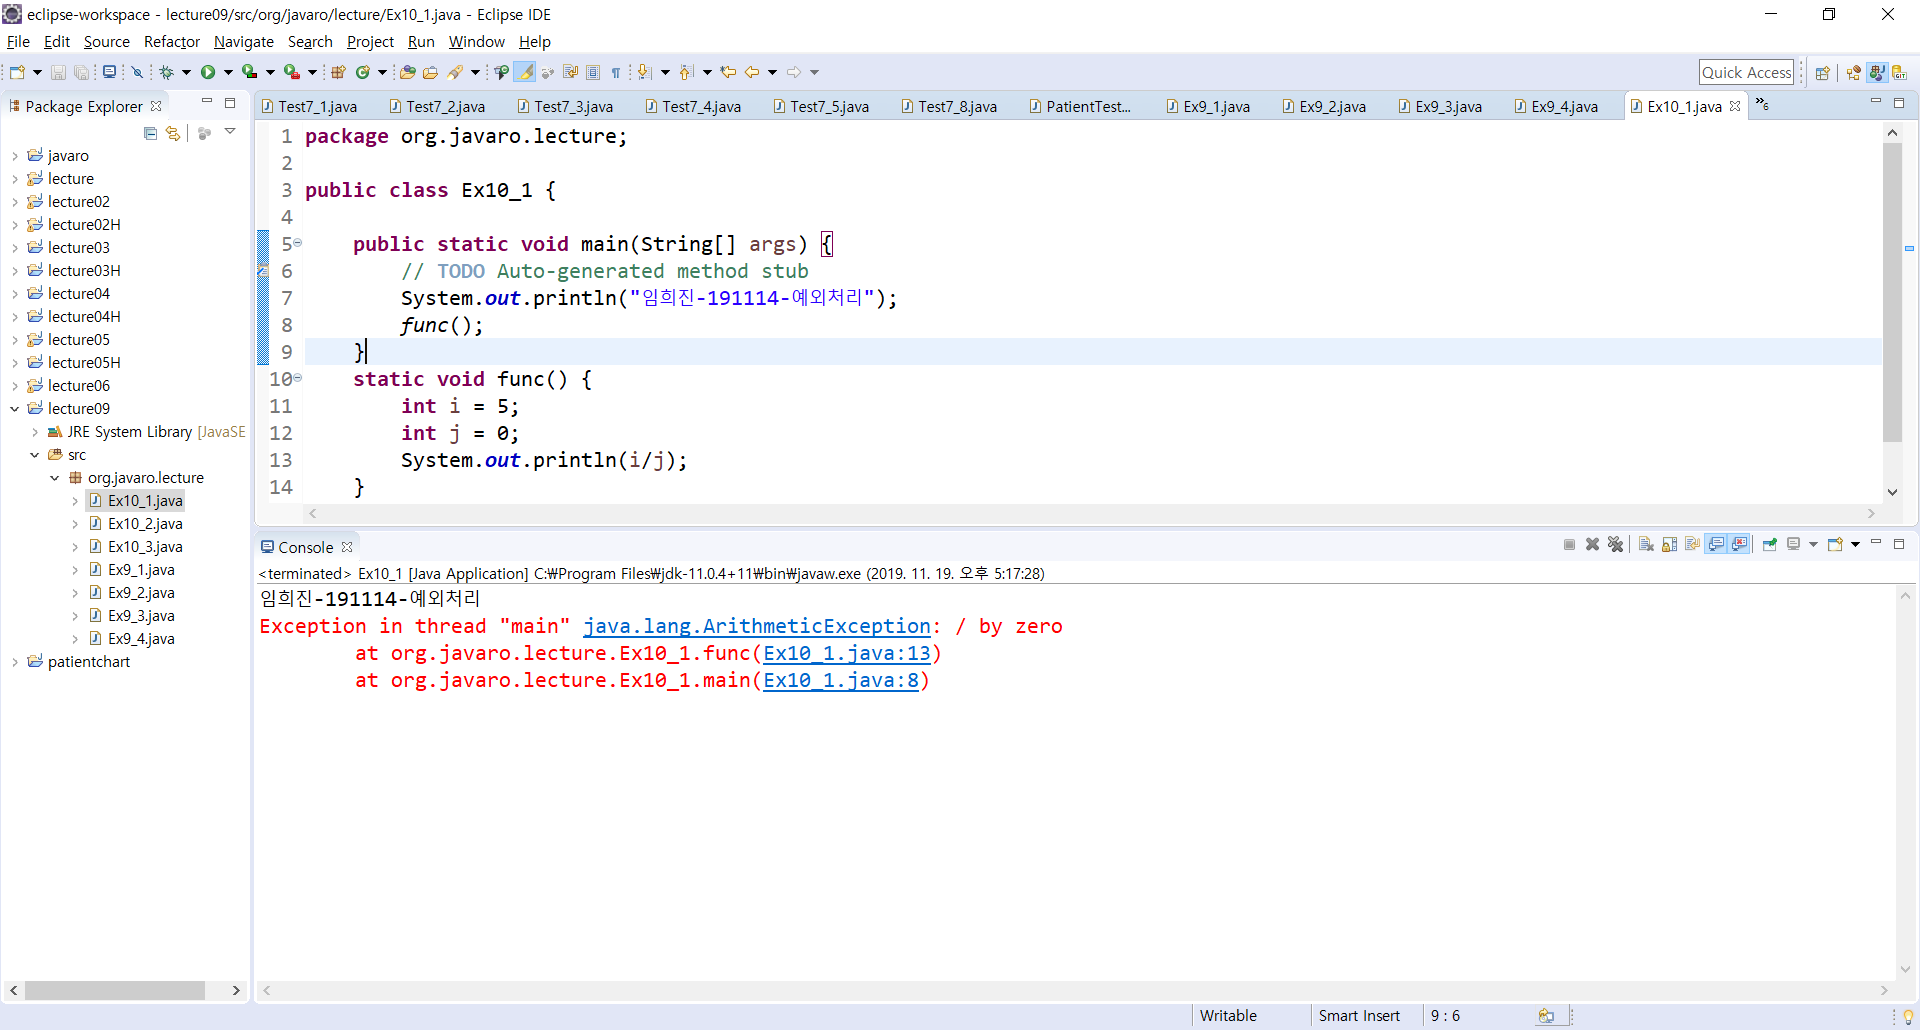 eclipse-workspace - lecture09/src/org/javaro/lecture/Ex10_1.java - Eclipse IDE
File Edit Source Refactor Navigate Search Project Run Window Help
Quick Access
Package Explorer
Test7_1.java Test7_2.java Test7_3.java Test7_4.java Test7_5.java Test7_8.java PatientTest... Ex9_1.java Ex9_2.java Ex9_3.java Ex9_4.java Ex10_1.java »6
javaro
lecture
lecture02
lecture02H
lecture03
lecture03H
lecture04
lecture04H
lecture05
lecture05H
lecture06
lecture09
JRE System Library [JavaSE
src
org.javaro.lecture
Ex10_1.java
Ex10_2.java
Ex10_3.java
Ex9_1.java
Ex9_2.java
Ex9_3.java
Ex9_4.java
patientchart
1 package org.javaro.lecture;
2
3 public class Ex10_1 {
4
5 public static void main(String[] args) {
6 // TODO Auto-generated method stub
7 System.out.println("임희진-191114-예외처리");
8 func();
9 }
10 static void func() {
11 int i = 5;
12 int j = 0;
13 System.out.println(i/j);
14 }
Console
<terminated> Ex10_1 [Java Application] C:₩Program Files₩jdk-11.0.4+11₩bin₩javaw.exe (2019. 11. 19. 오후 5:17:28)
임희진-191114-예외처리
Exception in thread "main" java.lang.ArithmeticException: / by zero
at org.javaro.lecture.Ex10_1.func(Ex10_1.java:13)
at org.javaro.lecture.Ex10_1.main(Ex10_1.java:8)
Writable Smart Insert 9 : 6